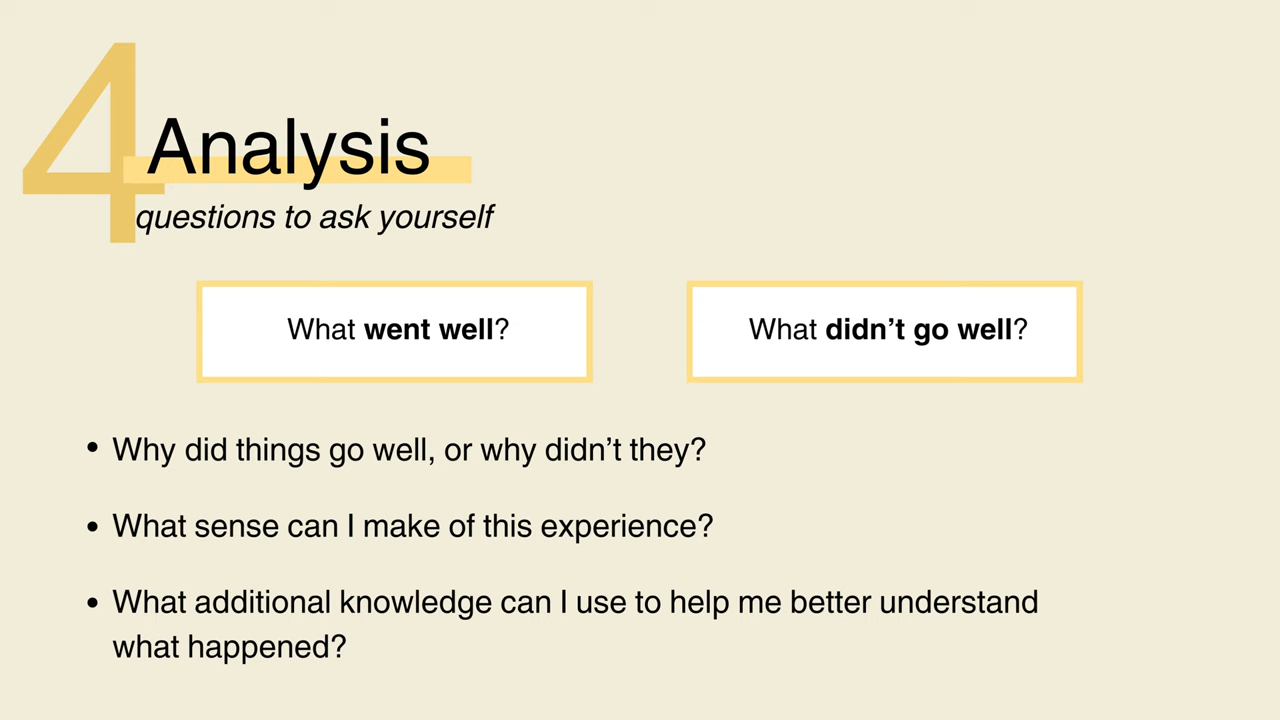 4
Analysis
questions to ask yourself
What went well?
What didn’t go well?
• Why did things go well, or why didn’t they?
• What sense can I make of this experience?
• What additional knowledge can I use to help me better understand
what happened?